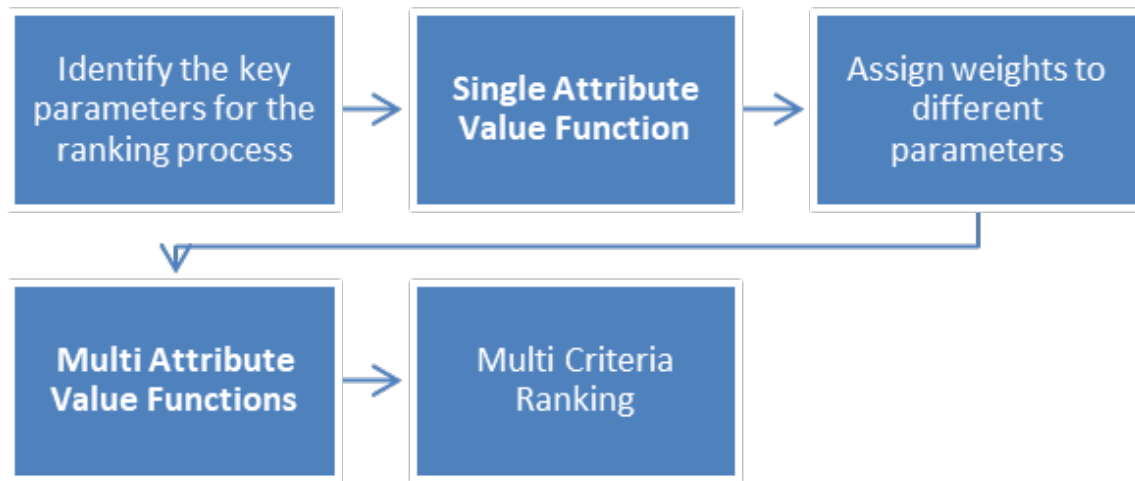 Identify the key
parameters for the
ranking process
Single Attribute
Value Function
Assign weights to
different
parameters
Multi Attribute
Value Functions
Multi Criteria
Ranking